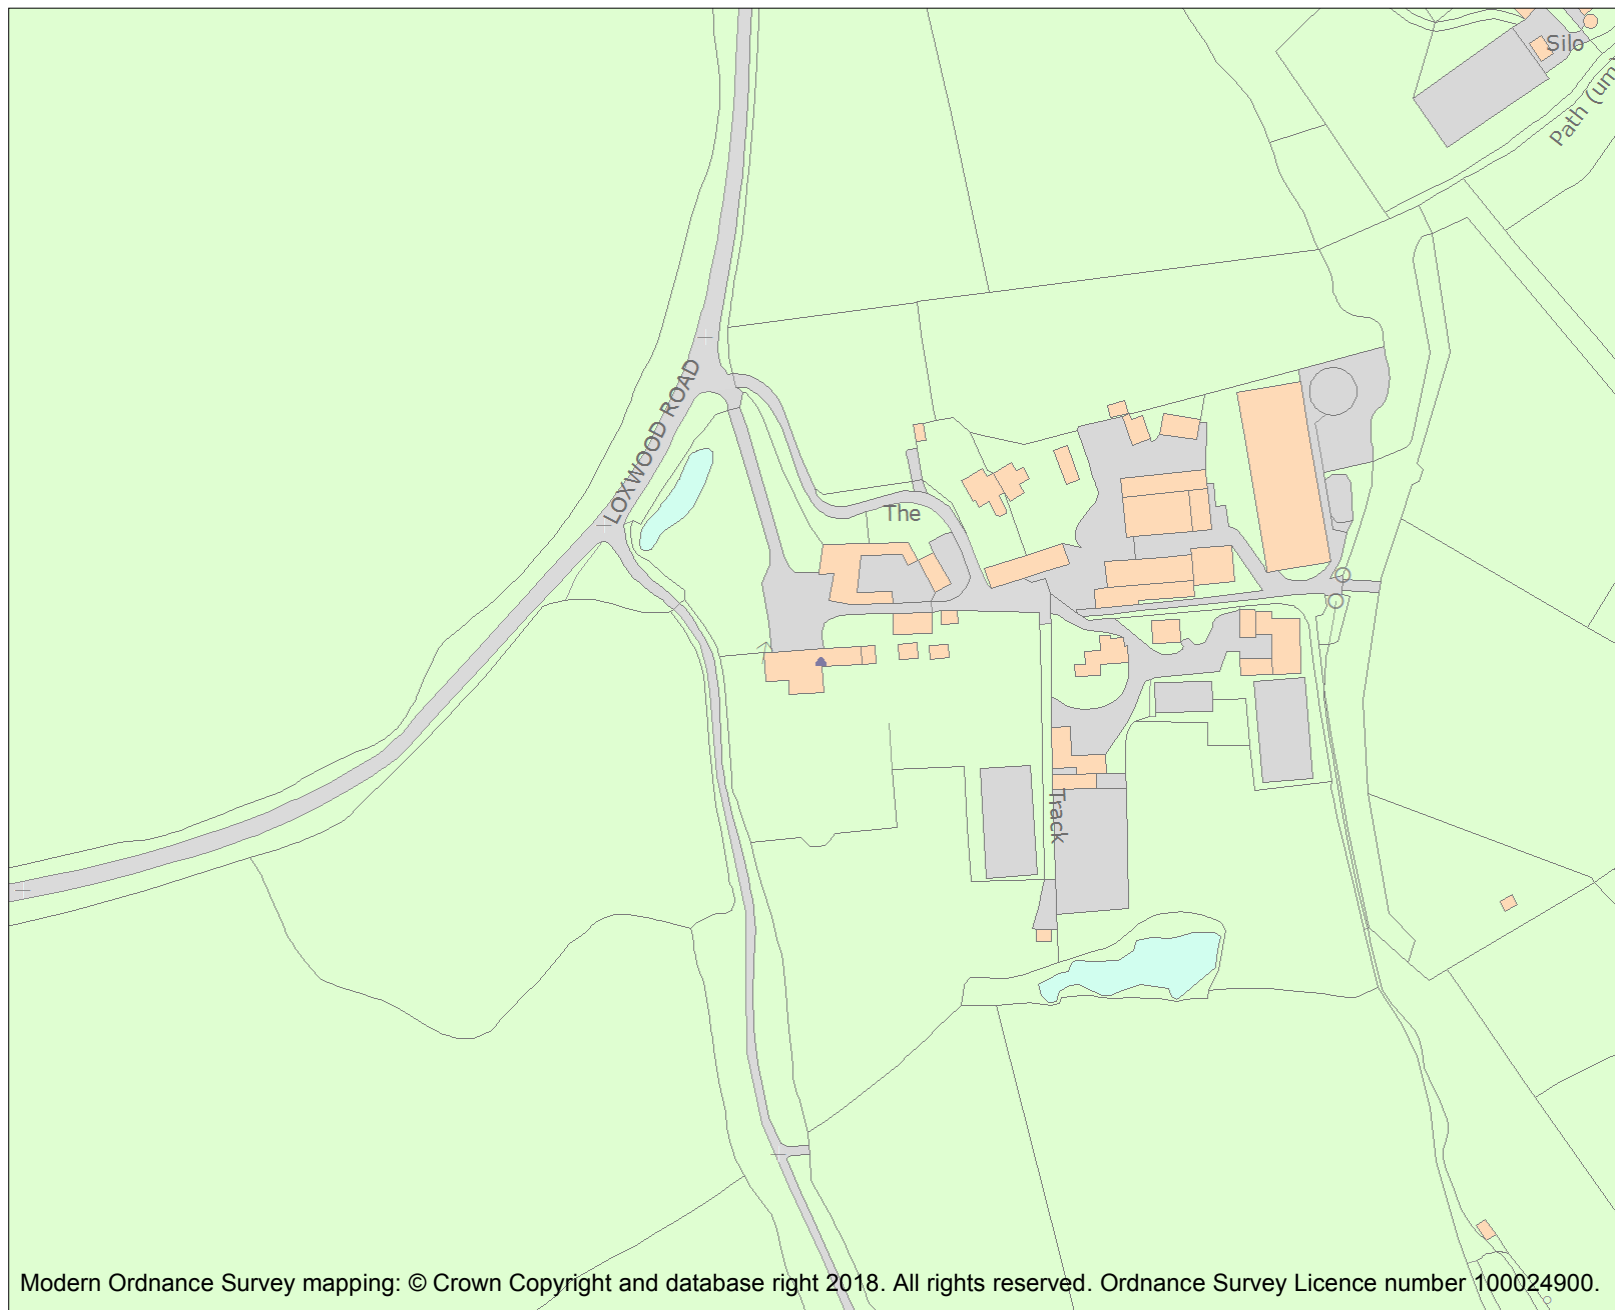 Silo
Path (um
LOXWOOD ROAD
The
Track
Modern Ordnance Survey mapping: © Crown Copyright and database right 2018. All rights reserved. Ordnance Survey Licence number 100024900.